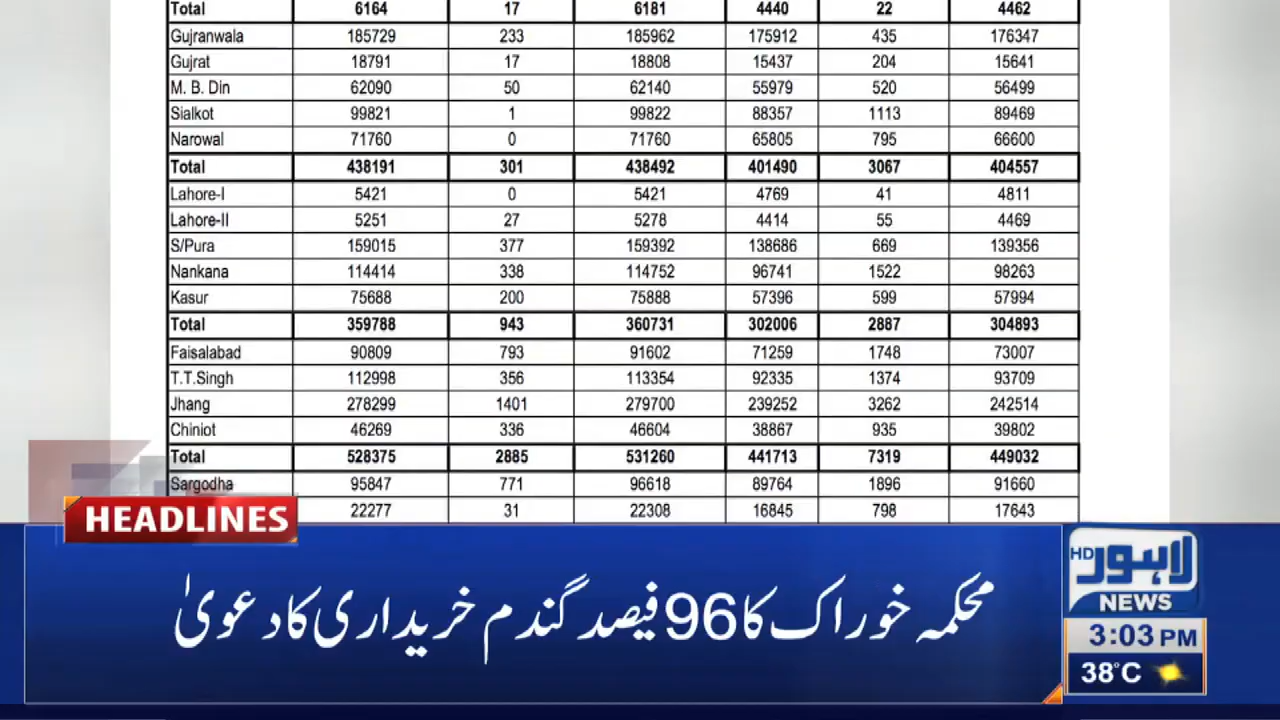 Total 6164 17 6181 4440 22 4462
Gujranwala 185729 233 185962 175912 435 176347
Gujrat 18791 17 18808 15437 204 15641
M. B. Din 62090 50 62140 55979 520 56499
Sialkot 99821 1 99822 88357 1113 89469
Narowal 71760 0 71760 65805 795 66600
Total 438191 301 438492 401490 3067 404557
Lahore-I 5421 0 5421 4769 41 4811
Lahore-II 5251 27 5278 4414 55 4469
S/Pura 159015 377 159392 138686 669 139356
Nankana 114414 338 114752 96741 1522 98263
Kasur 75688 200 75888 57396 599 57994
Total 359788 943 360731 302006 2887 304893
Faisalabad 90809 793 91602 71259 1748 73007
T.T.Singh 112998 356 113354 92335 1374 93709
Jhang 278299 1401 279700 239252 3262 242514
Chiniot 46269 336 46604 38867 935 39802
Total 528375 2885 531260 441713 7319 449032
Sargodha 95847 771 96618 89764 1896 91660
22277 31 22308 16845 798 17643
HEADLINES
محکمہ خوراک کا 96 فیصد گندم خریداری کا دعویٰ
HD لاہور
NEWS
3:03 PM
38°C